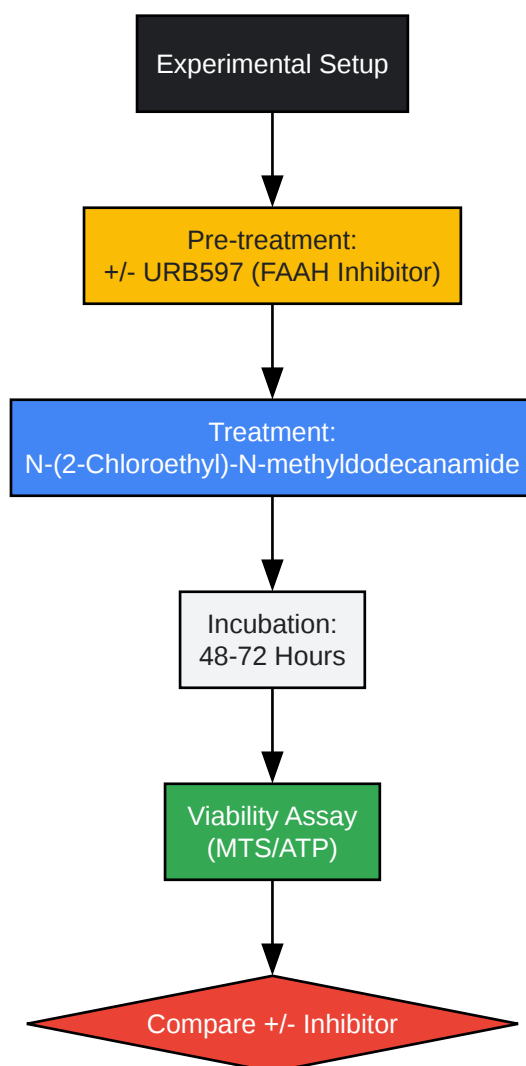 Experimental Setup
Pre-treatment:
+/- URB597 (FAAH Inhibitor)
Treatment:
N-(2-Chloroethyl)-N-methyldodecanamide
Incubation:
48-72 Hours
Viability Assay
(MTS/ATP)
Compare +/- Inhibitor